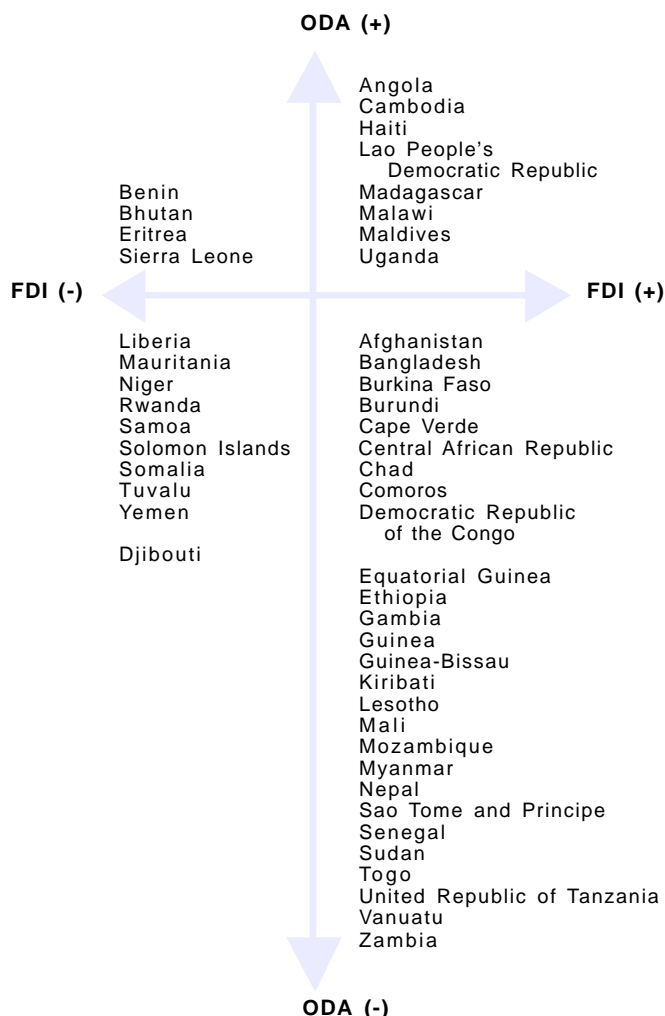 ODA (+)
Angola
Cambodia
Haiti
Lao People's
Democratic Republic
Madagascar
Malawi
Maldives
Uganda
Benin
Bhutan
Eritrea
Sierra Leone
FDI (-)
FDI (+)
Liberia
Mauritania
Niger
Rwanda
Samoa
Solomon Islands
Somalia
Tuvalu
Yemen
Djibouti
Afghanistan
Bangladesh
Burkina Faso
Burundi
Cape Verde
Central African Republic
Chad
Comoros
Democratic Republic
of the Congo
Equatorial Guinea
Ethiopia
Gambia
Guinea
Guinea-Bissau
Kiribati
Lesotho
Mali
Mozambique
Myanmar
Nepal
Sao Tome and Principe
Senegal
Sudan
Togo
United Republic of Tanzania
Vanuatu
Zambia
ODA (-)